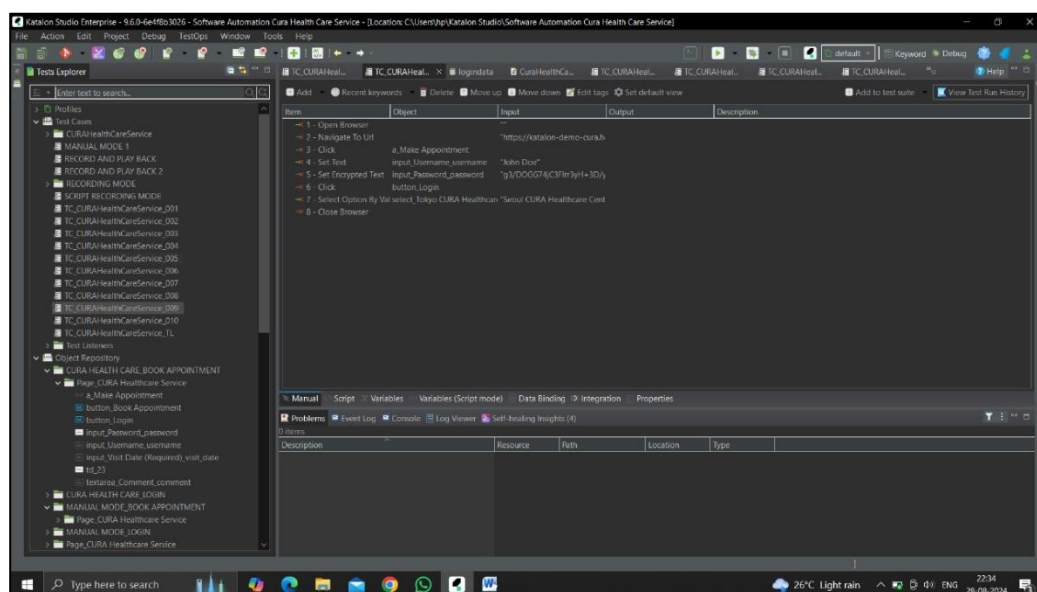 Katalon Studio Enterprise - 9.6.0-6e4f8b3026 - Software Automation Cura Health Care Service - [Location: C:\Users\hp\Katalon Studio\Software Automation Cura Health Care Service]
File Action Edit Project Debug TestOps Window Tools Help
default Keyword Debug
Tests Explorer
TC_CURAHeal... TC_CURAHeal... logindata CuraHealthCa... TC_CURAHeal... TC_CURAHeal... TC_CURAHeal... TC_CURAHeal... Help
Enter text to search...
Add Recent keywords Delete Move up Move down Edit tags Set default view Add to test suite View Test Run History
Item Object Input Output Description
1 - Open Browser ""
2 - Navigate To Url "https://katalon-demo-cura.h
3 - Click a_Make Appointment
4 - Set Text input_Username_username "John Doe"
5 - Set Encrypted Text input_Password_password
6 - Click button_Login
7 - Select Option By Val select_Tokyo CURA Healthcar "Seoul CURA Healthcare Cent
8 - Close Browser
Profiles
Test Cases
CURAHealthCareService
MANUAL MODE 1
RECORD AND PLAY BACK
RECORD AND PLAY BACK 2
RECORDING MODE
SCRIPT RECORDING MODE
TC_CURAHealthCareService_001
TC_CURAHealthCareService_002
TC_CURAHealthCareService_003
TC_CURAHealthCareService_004
TC_CURAHealthCareService_005
TC_CURAHealthCareService_006
TC_CURAHealthCareService_007
TC_CURAHealthCareService_008
TC_CURAHealthCareService_009
TC_CURAHealthCareService_010
TC_CURAHealthCareService_TL
Test Listeners
Object Repository
CURA HEALTH CARE_BOOK APPOINTMENT
Page_CURA Healthcare Service
a_Make Appointment
button_Book Appointment
button_Login
input_Password_password
input_Username_username
input_Visit Date (Required)_visit_date
td_23
textarea_Comment_comment
CURA HEALTH CARE_LOGIN
MANUAL MODE_BOOK APPOINTMENT
Page_CURA Healthcare Service
MANUAL MODE_LOGIN
Page_CURA Healthcare Service
Manual Script Variables Variables (Script mode) Data Binding Integration Properties
Problems Event Log Console Log Viewer Self-healing Insights (4)
0 items
Description Resource Path Location Type
Type here to search
26°C Light rain ENG 22:34
26-08-2024